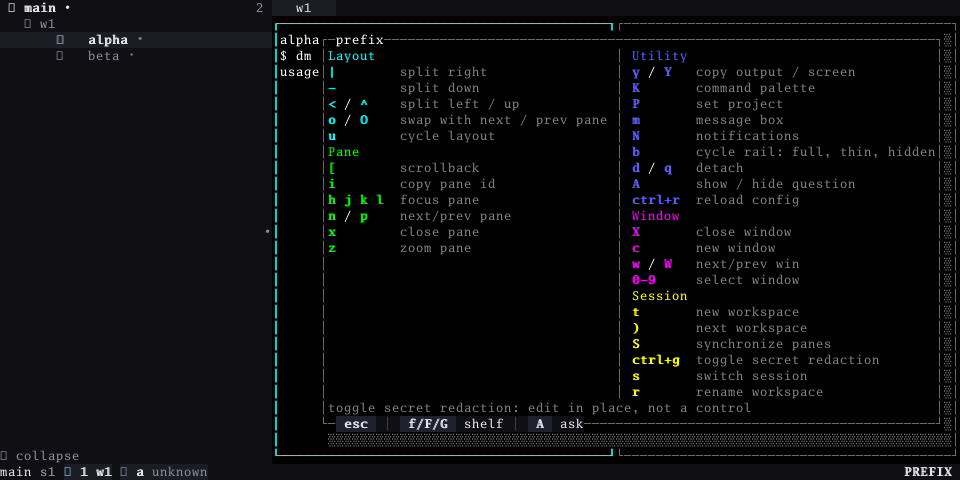 main • 2 w1
w1
alpha •
beta •
alpha prefix
$ dm
usage
Layout
| split right
- split down
< / ^ split left / up
o / O swap with next / prev pane
u cycle layout
Pane
[ scrollback
i copy pane id
h j k l focus pane
n / p next/prev pane
x close pane
z zoom pane
Utility
y / Y copy output / screen
K command palette
P set project
m message box
N notifications
b cycle rail: full, thin, hidden
d / q detach
A show / hide question
ctrl+r reload config
Window
X close window
c new window
w / W next/prev win
0-9 select window
Session
t new workspace
) next workspace
S synchronize panes
ctrl+g toggle secret redaction
s switch session
r rename workspace
toggle secret redaction: edit in place, not a control
esc | f/F/G shelf | A ask
collapse
main s1 1 w1 a unknown PREFIX